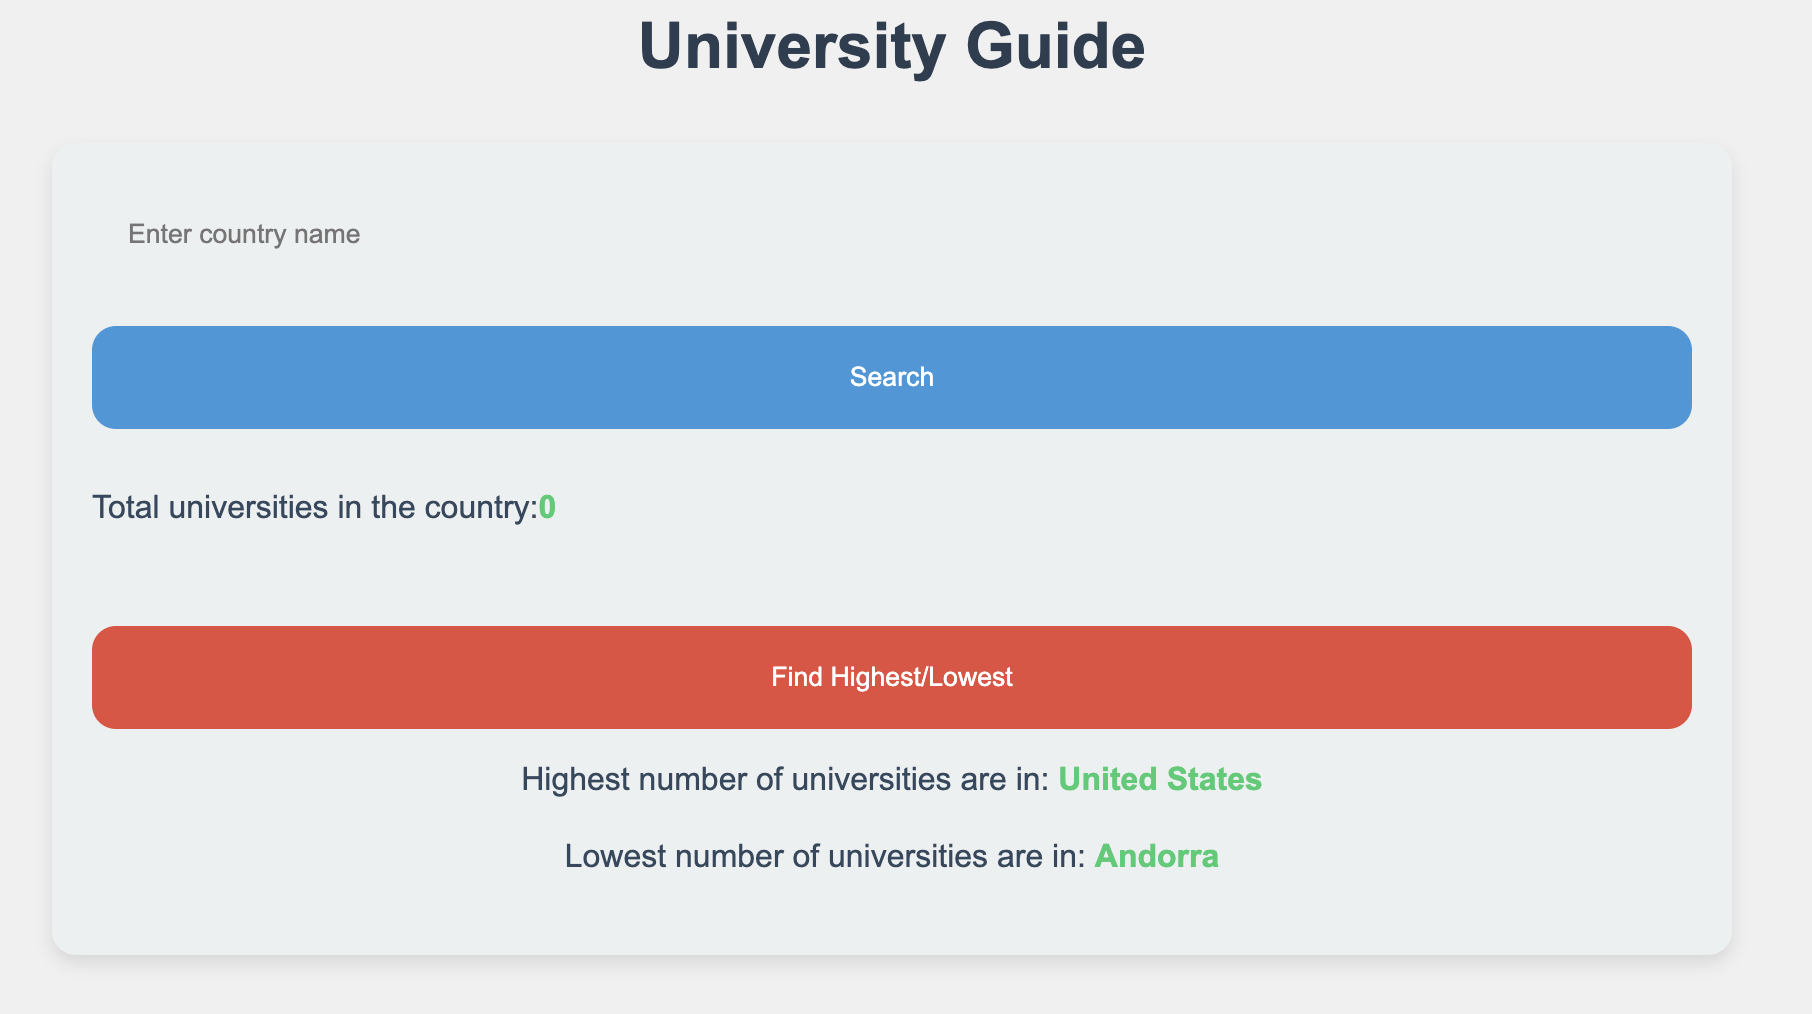 University Guide
Enter country name
Search
Total universities in the country:0
Find Highest/Lowest
Highest number of universities are in: United States
Lowest number of universities are in: Andorra